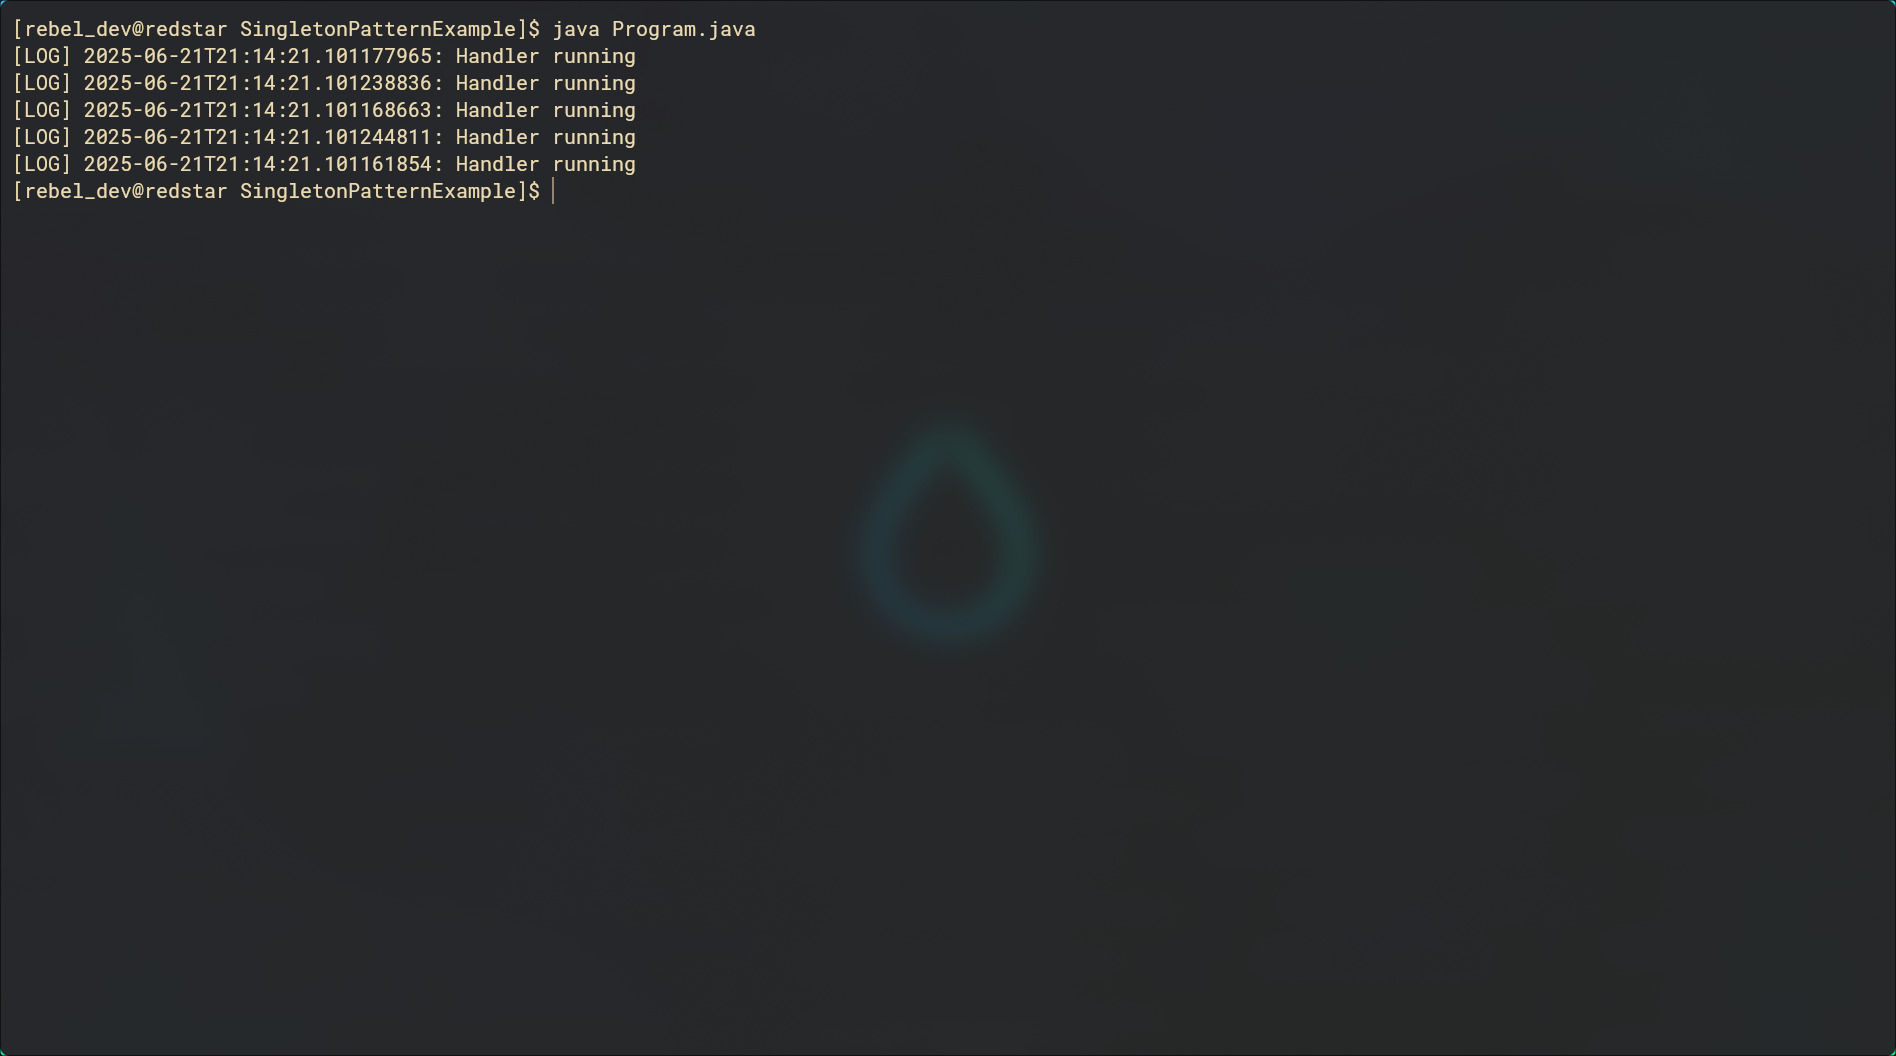 [rebel_dev@redstar SingletonPatternExample]$ java Program.java
[LOG] 2025-06-21T21:14:21.101177965: Handler running
[LOG] 2025-06-21T21:14:21.101238836: Handler running
[LOG] 2025-06-21T21:14:21.101168663: Handler running
[LOG] 2025-06-21T21:14:21.101244811: Handler running
[LOG] 2025-06-21T21:14:21.101161854: Handler running
[rebel_dev@redstar SingletonPatternExample]$